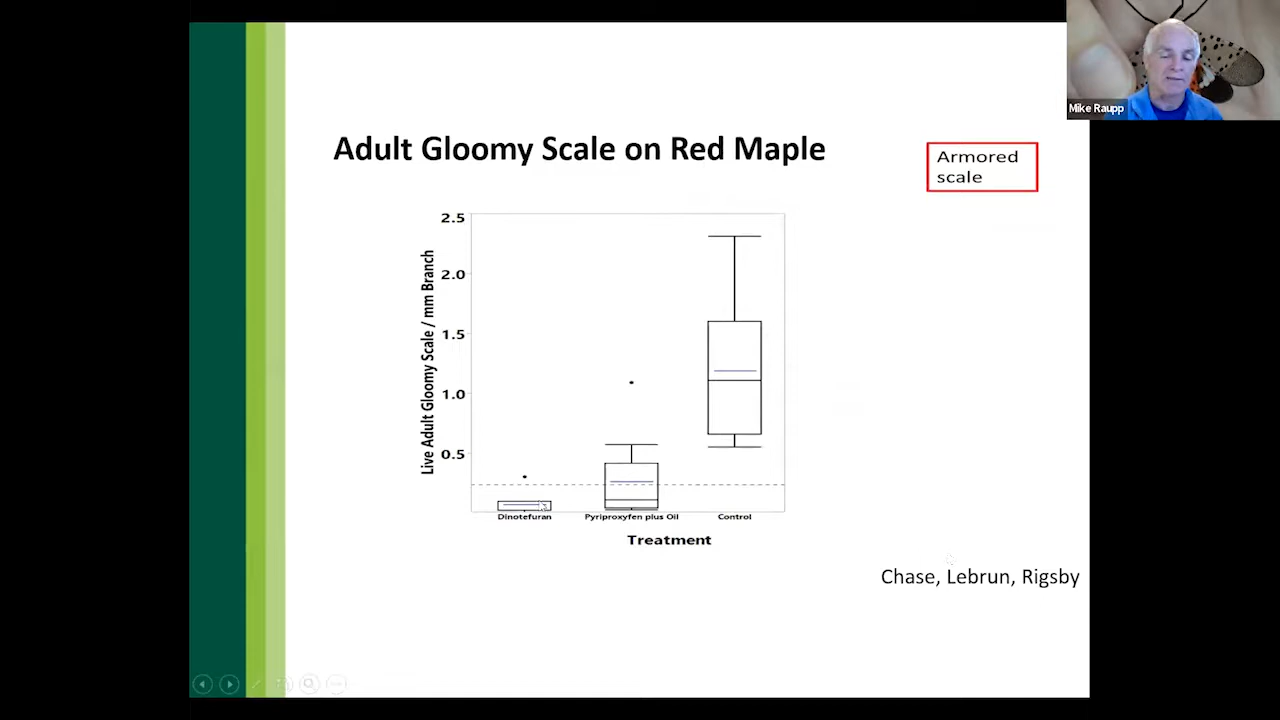 Mike Raupp
Adult Gloomy Scale on Red Maple
Armored
scale
Live Adult Gloomy Scale / mm Branch
2.5
2.0
1.5
1.0
0.5
Dinotefuran
Pyriproxyfen plus Oil
Control
Treatment
Chase, Lebrun, Rigsby